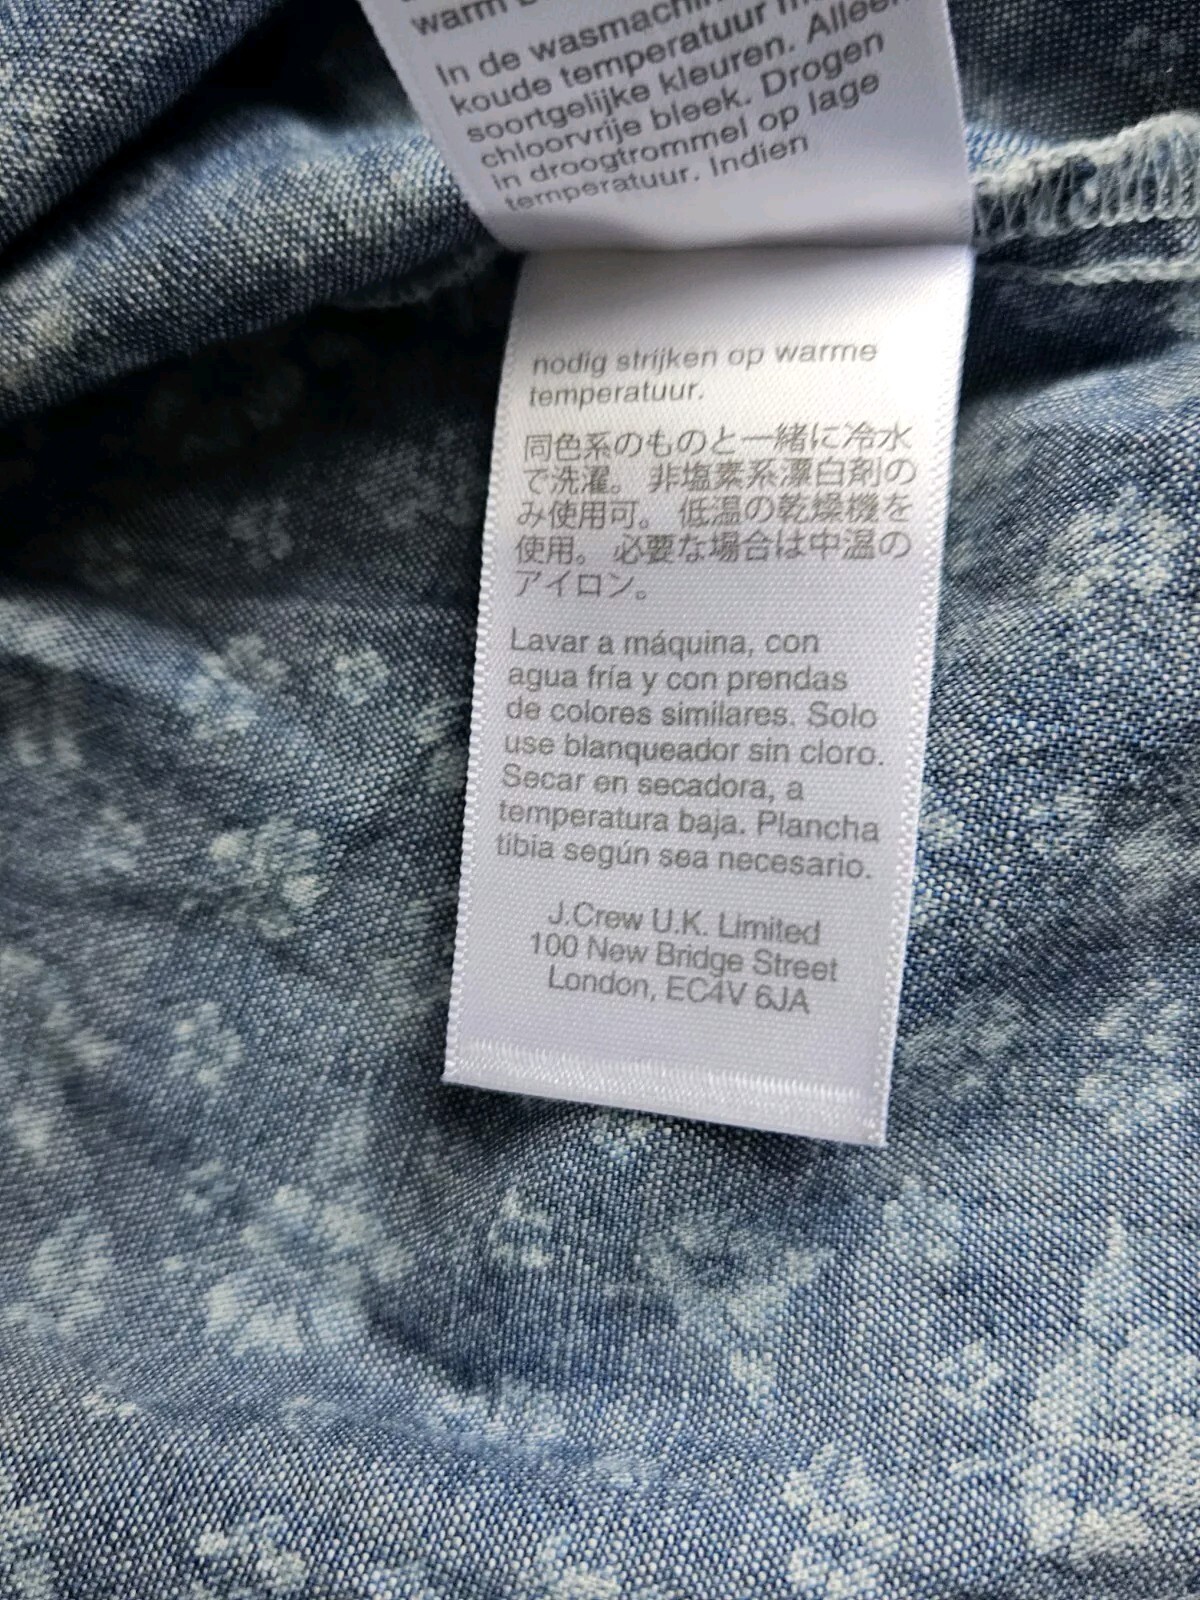 warm
In de wasmachin
koude temperatuur m
soortgelijke kleuren. Alleen
chloorvrije bleek. Drogen
in droogtrommel op lage
temperatuur. Indien
nodig strijken op warme
temperatuur.
同色系のものと一緒に冷水
で洗濯。 非塩素系漂白剤の
み使用可。 低温の乾燥機を
使用。 必要な場合は中温の
アイロン。
Lavar a máquina, con
agua fría y con prendas
de colores similares. Solo
use blanqueador sin cloro.
Secar en secadora, a
temperatura baja. Plancha
tibia según sea necesario.
J.Crew U.K. Limited
100 New Bridge Street
London, EC4V 6JA